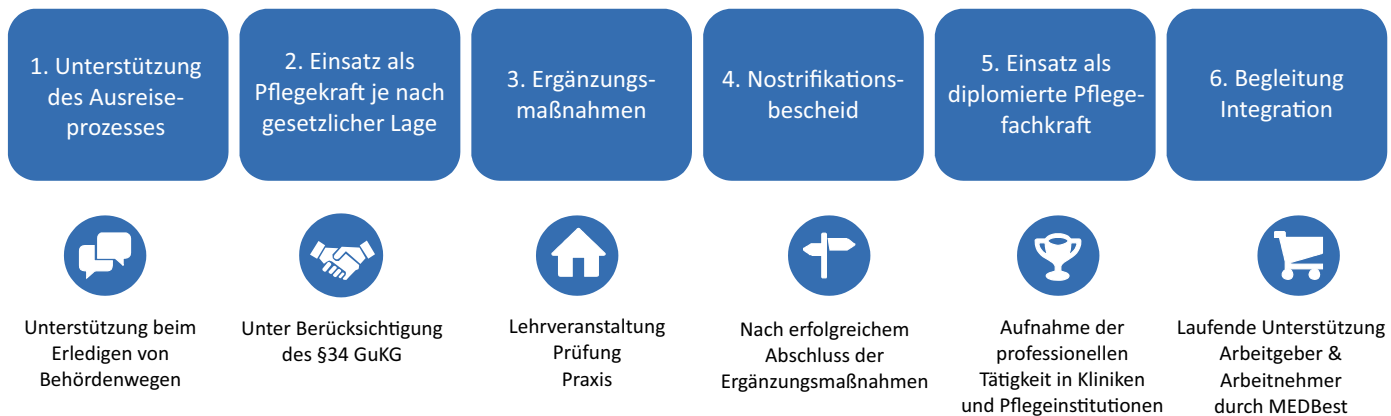 1. Unterstützung
des Ausreise-
prozesses
2. Einsatz als
Pflegekraft je nach
gesetzlicher Lage
3. Ergänzungs-
maßnahmen
4. Nostrifikations-
bescheid
5. Einsatz als
diplomierte Pflege-
fachkraft
6. Begleitung
Integration
Unterstützung beim
Erledigen von
Behördenwegen
Unter Berücksichtigung
des §34 GuKG
Lehrveranstaltung
Prüfung
Praxis
Nach erfolgreichem
Abschluss der
Ergänzungsmaßnahmen
Aufnahme der
professionellen
Tätigkeit in Kliniken
und Pflegeinstitutionen
Laufende Unterstützung
Arbeitgeber &
Arbeitnehmer
durch MEDBest